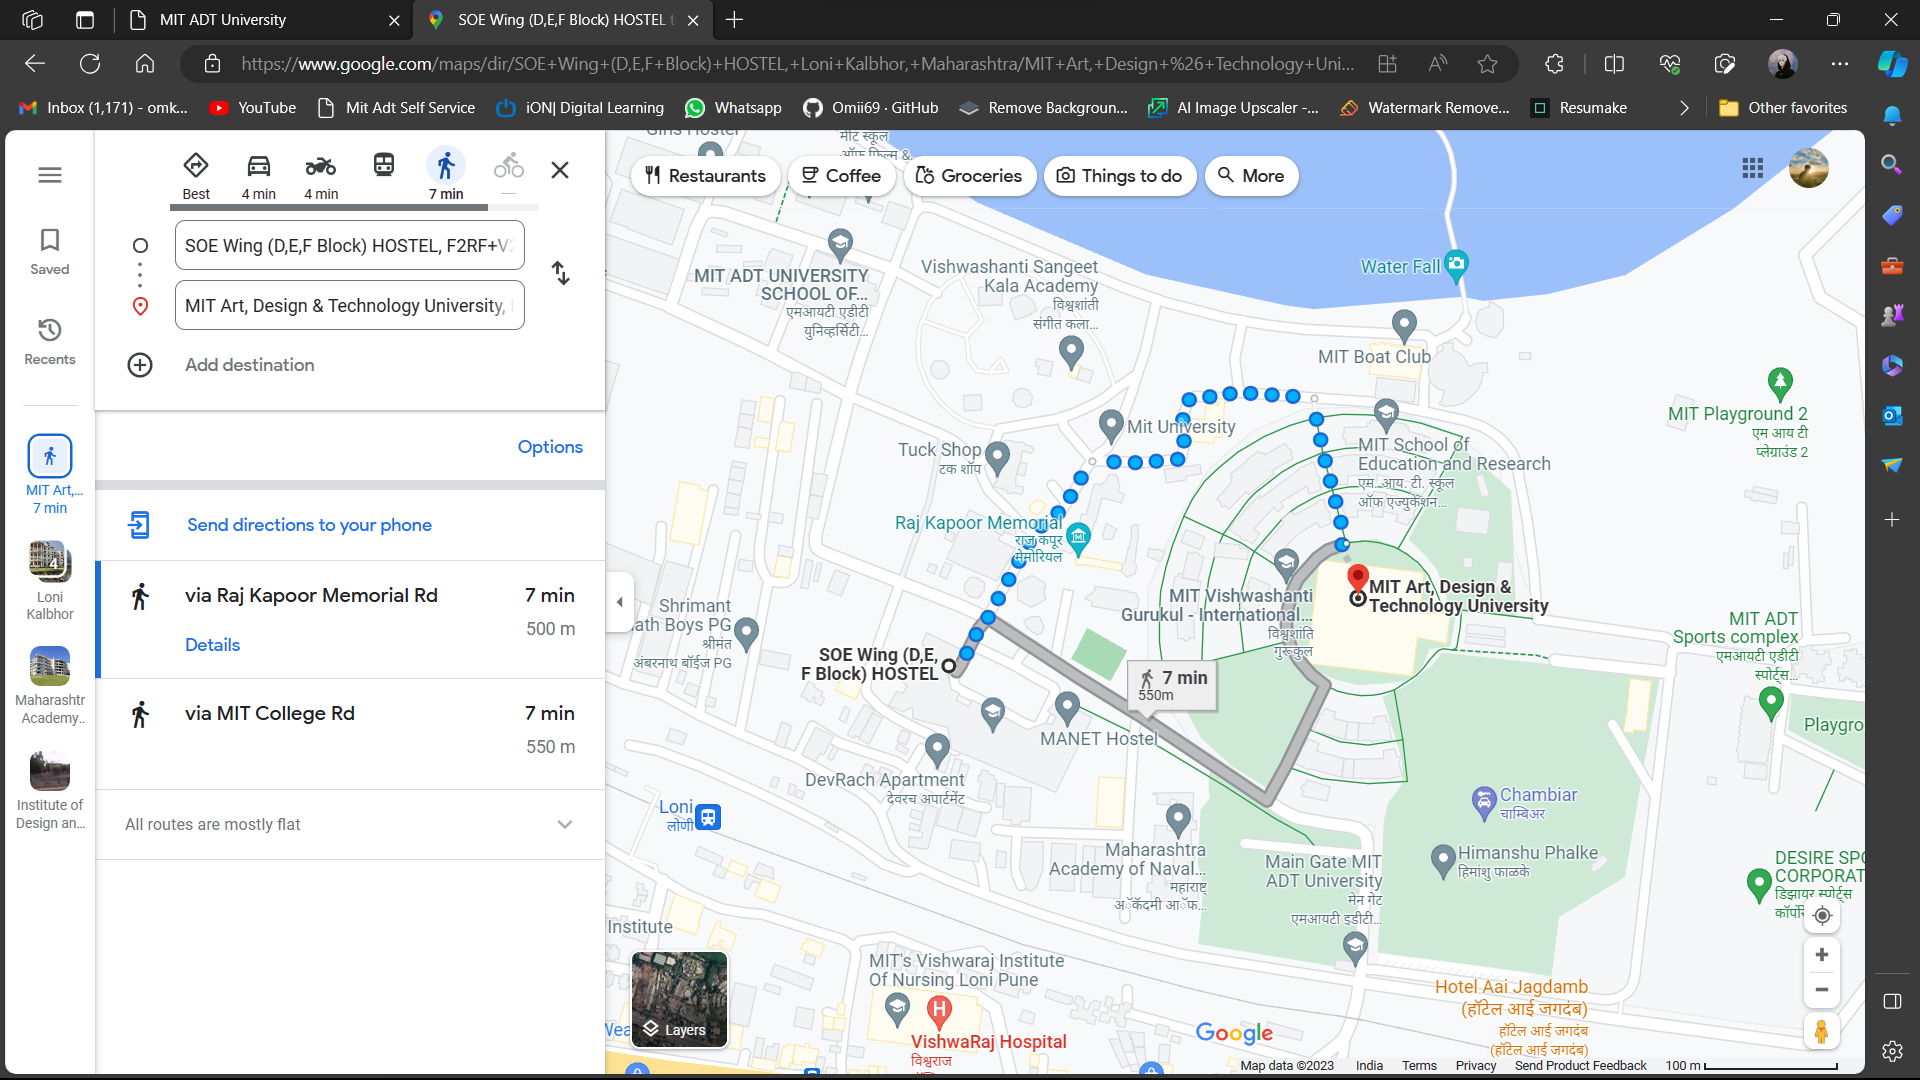 MIT ADT University
SOE Wing (D,E,F Block) HOSTEL t
https://www.google.com/maps/dir/SOE+Wing+(D,E,F+Block)+HOSTEL,+Loni+Kalbhor,+Maharashtra/MIT+Art,+Design+%26+Technology+Uni...
Inbox (1,171) - omk...
YouTube
Mit Adt Self Service
iON| Digital Learning
Whatsapp
Omii69 · GitHub
Remove Backgroun...
AI Image Upscaler -...
Watermark Remove...
Resumake
Other favorites
Saved
Recents
MIT Art,...
7 min
4
Loni
Kalbhor
Maharashtr
Academy..
Institute of
Design an...
Best
4 min
4 min
7 min
SOE Wing (D,E,F Block) HOSTEL, F2RF+V
MIT Art, Design & Technology University,
Add destination
Options
Send directions to your phone
via Raj Kapoor Memorial Rd
7 min
500 m
Details
via MIT College Rd
7 min
550 m
All routes are mostly flat
Restaurants
Coffee
Groceries
Things to do
More
Girls Hostel
मीट स्कूल
ऑफ फिल्म &
MIT ADT UNIVERSITY
SCHOOL OF...
एमआयटी एडीटी
युनिव्हर्सिटी...
Vishwashanti Sangeet
Kala Academy
विश्वशांती
संगीत कला...
Water Fall
MIT Boat Club
MIT Playground 2
एम आय टी
प्लेग्राउंड 2
Mit University
Tuck Shop
टक शॉप
MIT School of
Education and Research
एम. आय. टी. स्कूल
ऑफ एज्युकेशन...
Raj Kapoor Memorial
राज कपूर
मेमोरियल
MIT Art, Design &
Technology University
MIT Vishwashanti
Gurukul - International...
विश्वशांति
गुरूकुल
Shrimant
ath Boys PG
श्रीमंत
अंबरनाथ बॉईज PG
SOE Wing (D,E,
F Block) HOSTEL
7 min
550m
MIT ADT
Sports complex
एमआयटी एडीटी
स्पोर्ट्स...
Playgro
MANET Hostel
DevRach Apartment
देवरच अपार्टमेंट
Loni
लोणी
Chambiar
चाम्बिअर
Maharashtra
Academy of Naval...
महाराष्ट्र
अॅकॅदमी आॅफ...
Main Gate MIT
ADT University
मेन गेट
एमआयटी इडीटी...
Himanshu Phalke
हिमांशु फाळके
DESIRE SPO
CORPORAT
डिझायर स्पोर्ट्स
Institute
MIT's Vishwaraj Institute
Of Nursing Loni Pune
Hotel Aai Jagdamb
(हॉटेल आई जगदंब)
हॉटेल आई जगदंब
(हॉटेल आई जगदंब)
VishwaRaj Hospital
विश्वराज
Layers
Google
Map data ©2023
India
Terms
Privacy
Send Product Feedback
100 m